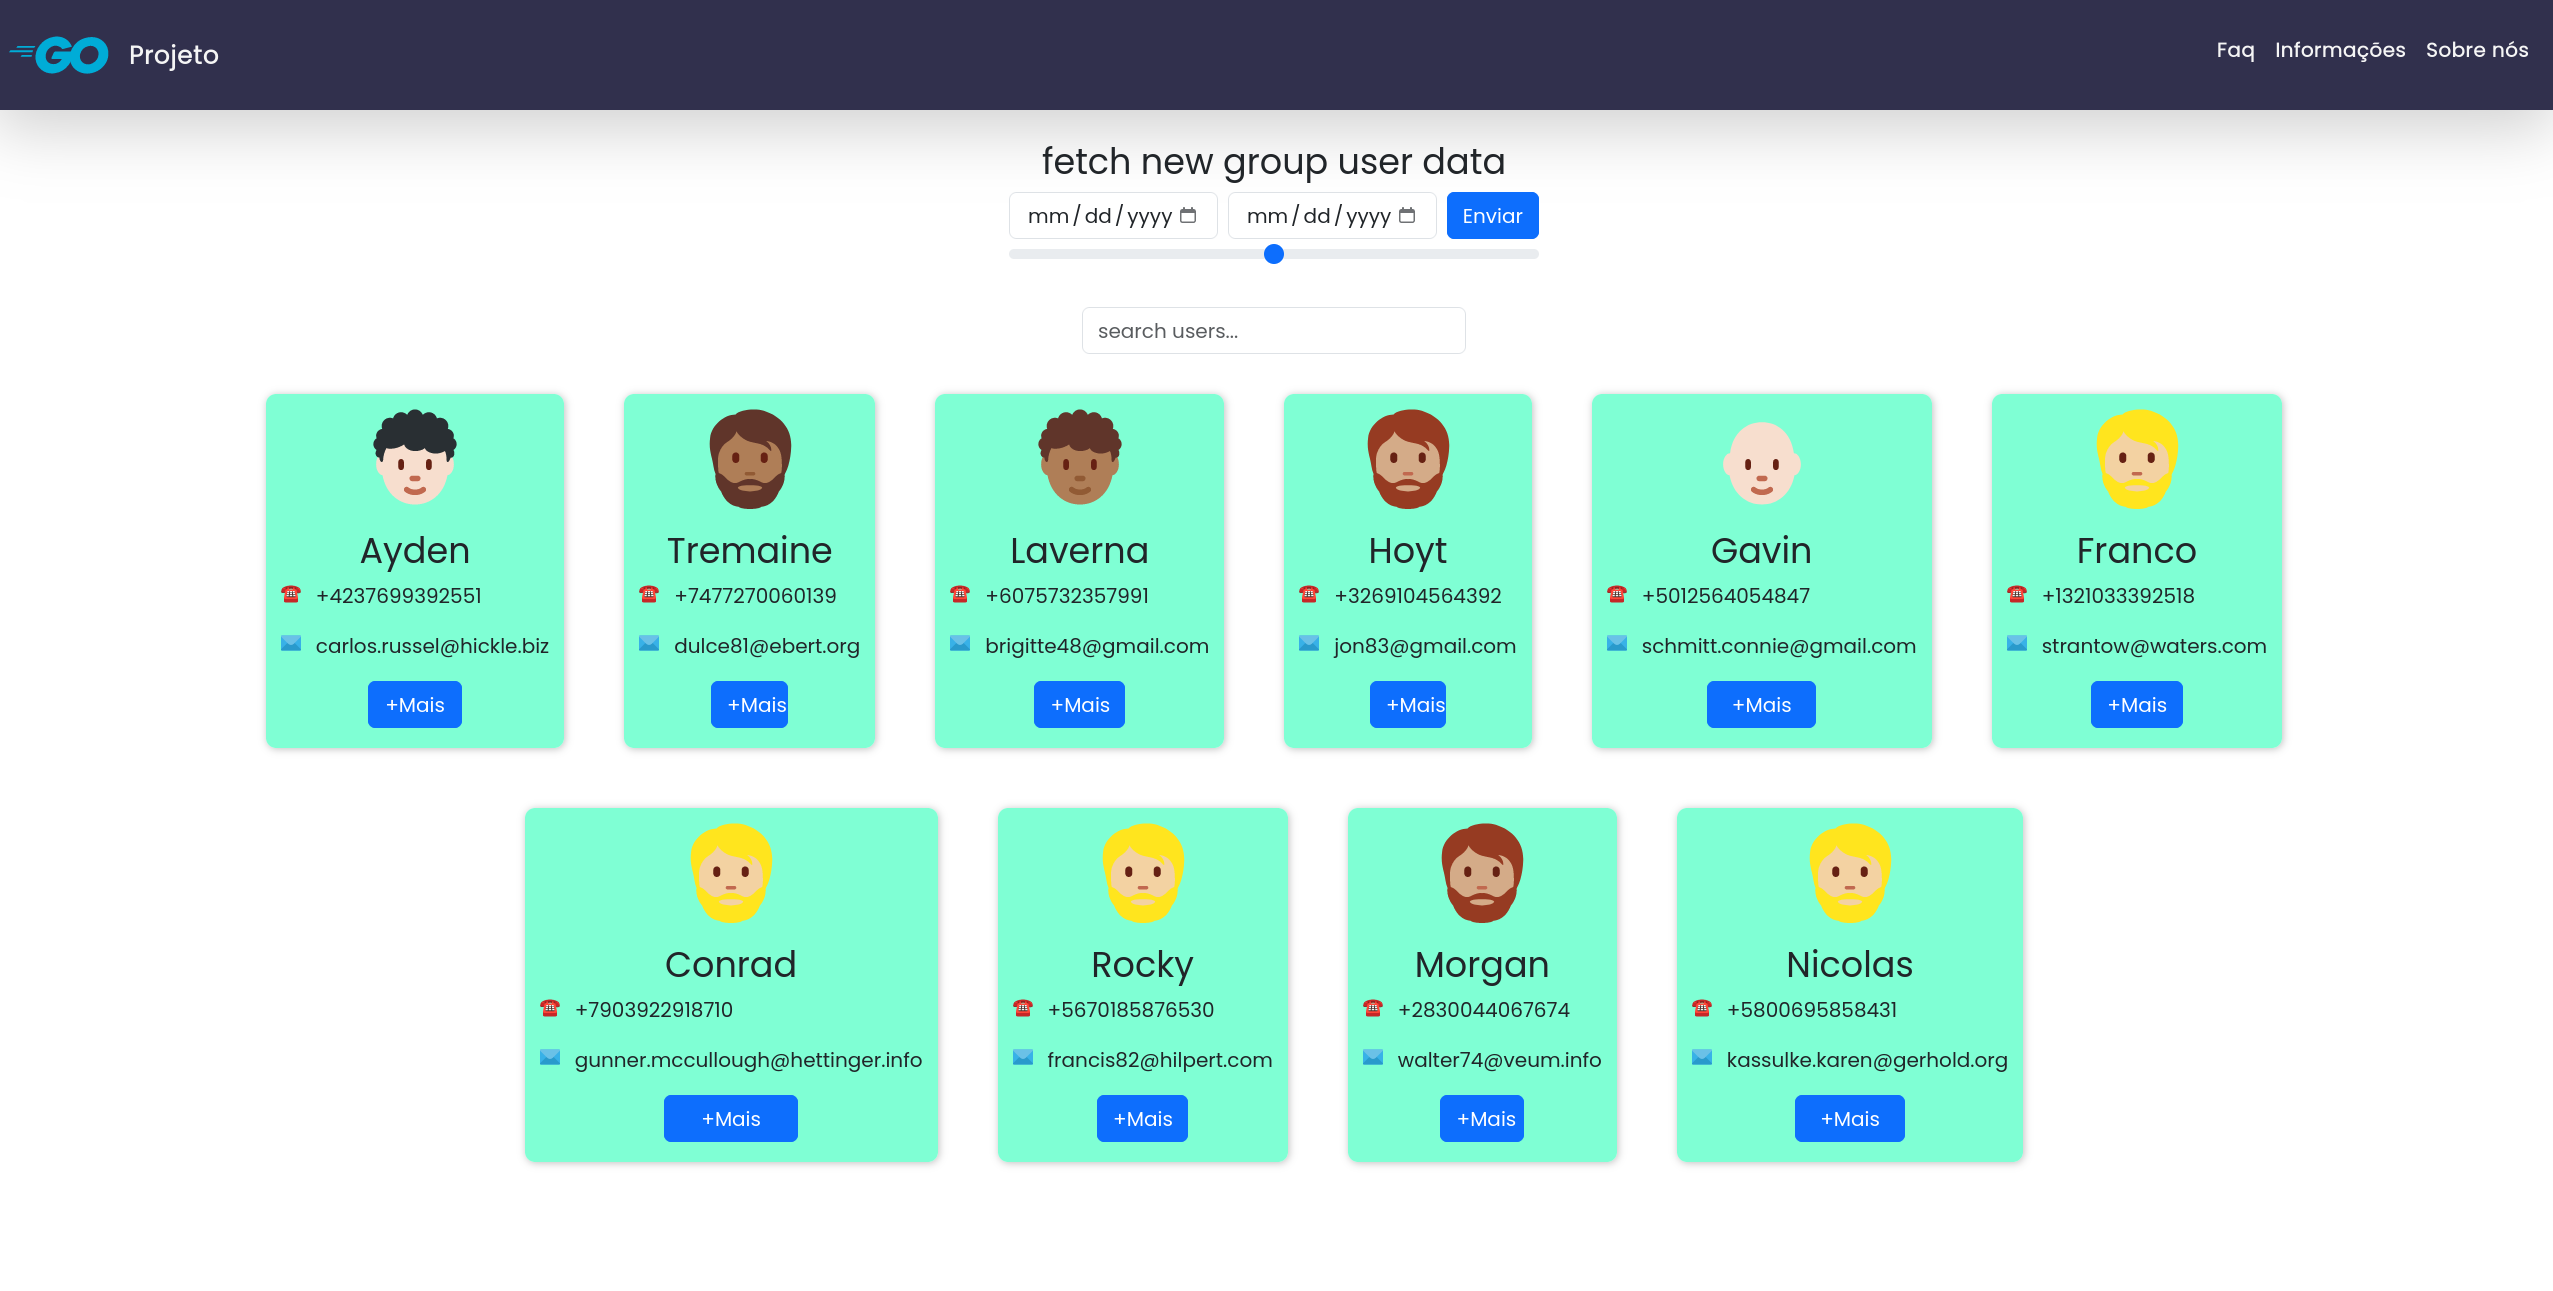 GO Projeto
Faq Informações Sobre nós
fetch new group user data
mm/dd/yyyy mm/dd/yyyy Enviar
search users...
Ayden
+4237699392551
carlos.russel@hickle.biz
+Mais
Tremaine
+7477270060139
dulce81@ebert.org
+Mais
Laverna
+6075732357991
brigitte48@gmail.com
+Mais
Hoyt
+3269104564392
jon83@gmail.com
+Mais
Gavin
+5012564054847
schmitt.connie@gmail.com
+Mais
Franco
+1321033392518
strantow@waters.com
+Mais
Conrad
+7903922918710
gunner.mccullough@hettinger.info
+Mais
Rocky
+5670185876530
francis82@hilpert.com
+Mais
Morgan
+2830044067674
walter74@veum.info
+Mais
Nicolas
+5800695858431
kassulke.karen@gerhold.org
+Mais